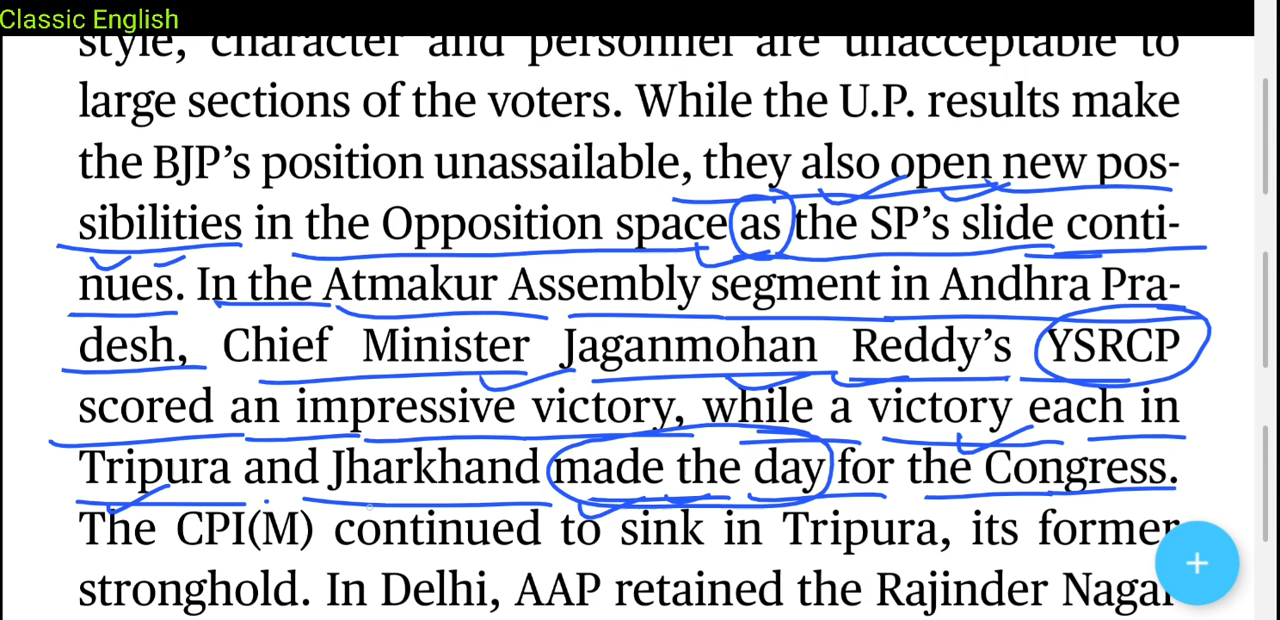 Classic English
style, character and personnel are unacceptable to
large sections of the voters. While the U.P. results make
the BJP's position unassailable, they also open new pos-
sibilities in the Opposition space as the SP's slide conti-
nues. In the Atmakur Assembly segment in Andhra Pra-
desh, Chief Minister Jaganmohan Reddy's YSRCP
scored an impressive victory, while a victory each in
Tripura and Jharkhand made the day for the Congress.
The CPI(M) continued to sink in Tripura, its former
stronghold. In Delhi, AAP retained the Rajinder Nagar
+